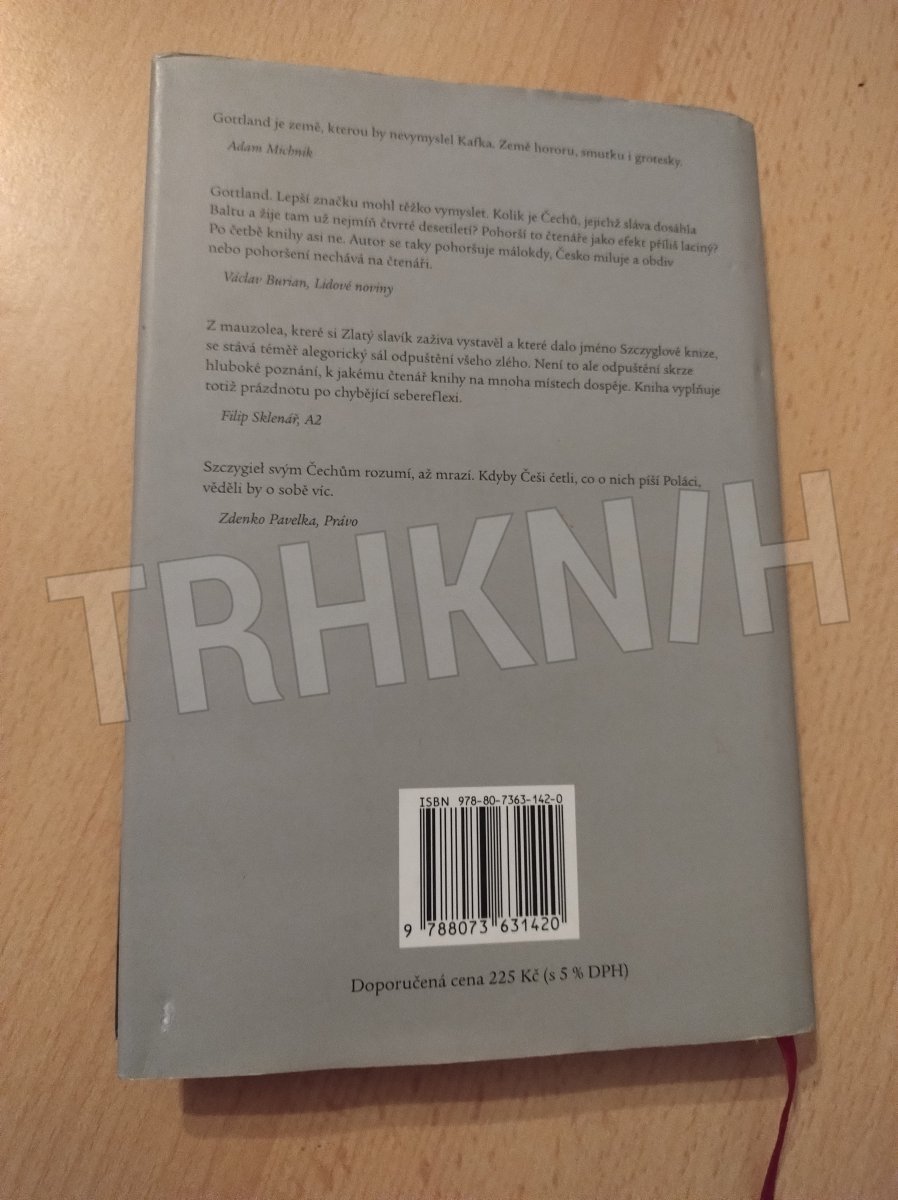 Gottland je země, kterou by nevymyslel Kafka. Země hororu, smutku i grotesky.
Adam Michnik
Gottland. Lepší značku mohl těžko vymyslet. Kolik je Čechů, jejichž sláva dosáhla
Baltu a žije tam už nejmíň čtvrté desetiletí? Pohorší to čtenáře jako efekt příliš laciný?
Po četbě knihy asi ne. Autor se taky pohoršuje málokdy, Česko miluje a obdiv
nebo pohoršení nechává na čtenáři.
Václav Burian, Lidové noviny
Z mauzolea, které si Zlatý slavík zaživa vystavěl a které dalo jméno Szczyglově knize,
se stává téměř alegorický sál odpuštění všeho zlého. Není to ale odpuštění skrze
hluboké poznání, k jakému čtenář knihy na mnoha místech dospěje. Kniha vyplňuje
totiž prázdnotu po chybějící sebereflexi.
Filip Sklenář, A2
Szczygieł svým Čechům rozumí, až mrazí. Kdyby Češi četli, co o nich píší Poláci,
věděli by o sobě víc.
Zdenko Pavelka, Právo
TRHKNIH
ISBN 978-80-7363-142-0
9 788073 631420
Doporučená cena 225 Kč (s 5 % DPH)